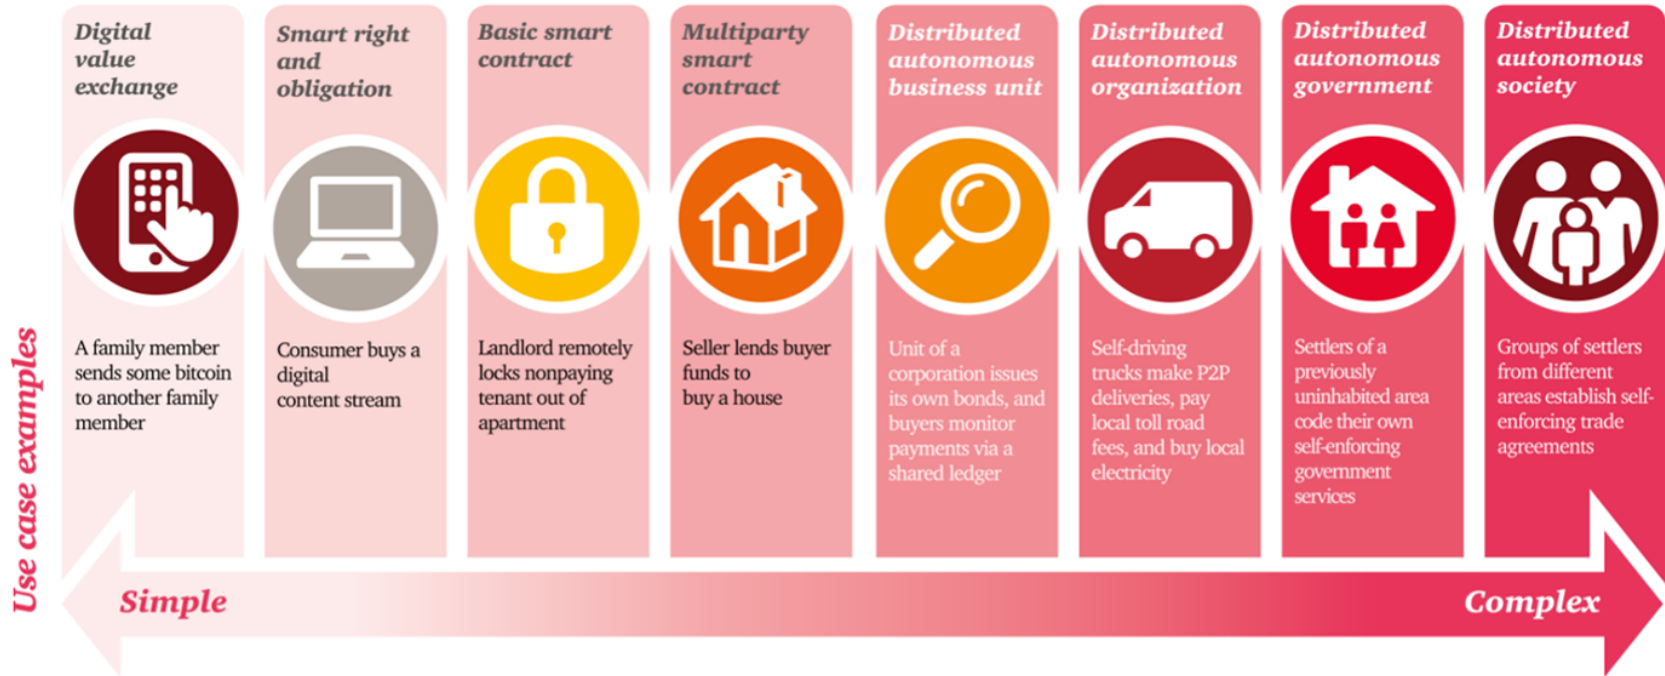 Digital
value
exchange
Smart right
and
obligation
Basic smart
contract
Multiparty
smart
contract
Distributed
autonomous
business unit
Distributed
autonomous
organization
Distributed
autonomous
government
Distributed
autonomous
society
Use case examples
A family member
sends some bitcoin
to another family
member
Consumer buys a
digital
content stream
Landlord remotely
locks nonpaying
tenant out of
apartment
Seller lends buyer
funds to
buy a house
Unit of a
corporation issues
its own bonds, and
buyers monitor
payments via a
shared ledger
Self-driving
trucks make P2P
deliveries, pay
local toll road
fees, and buy local
electricity
Settlers of a
previously
uninhabited area
code their own
self-enforcing
government
services
Groups of settlers
from different
areas establish self-
enforcing trade
agreements
Simple
Complex